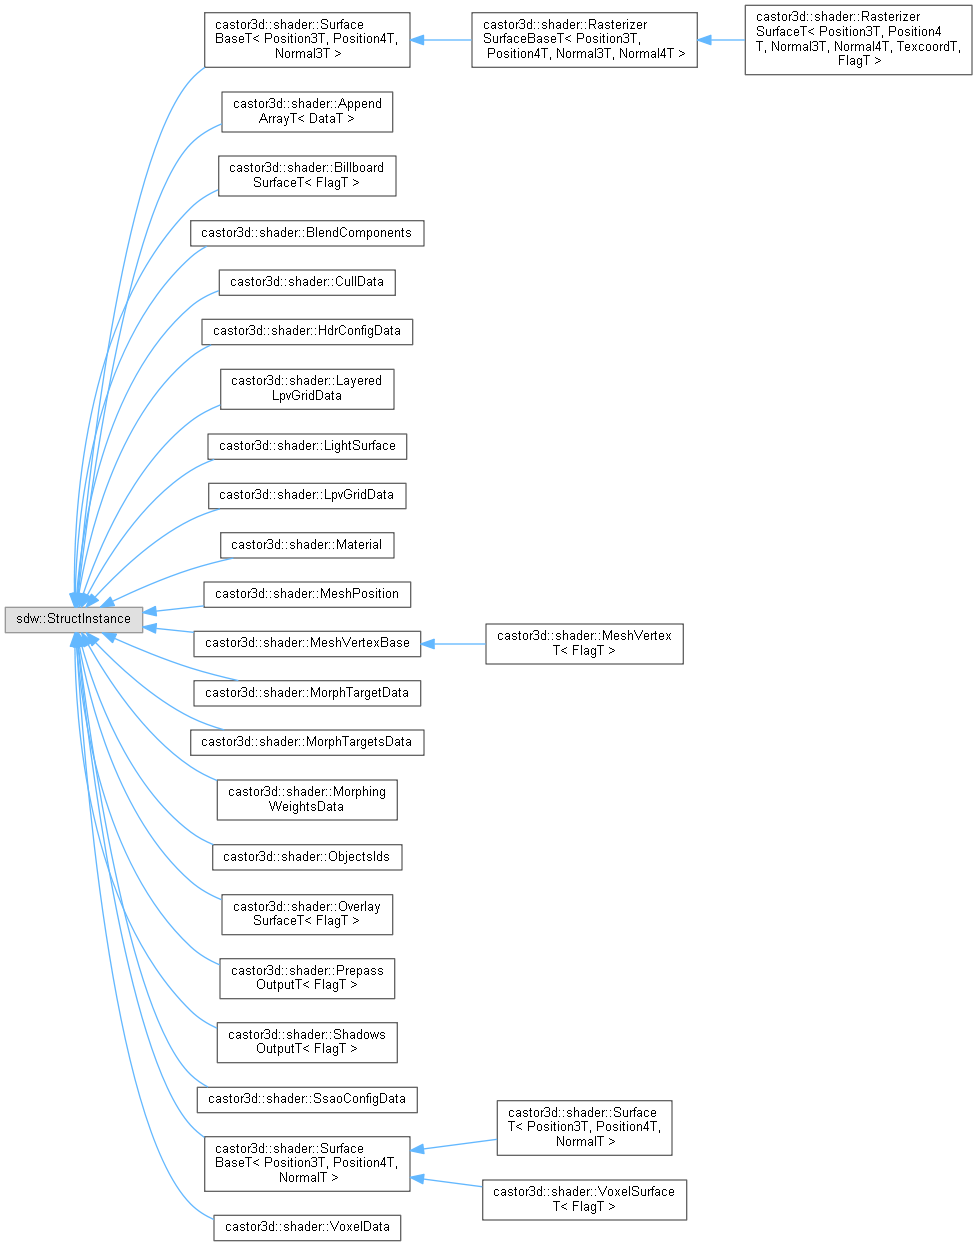 castor3d::shader::Surface
BaseT< Position3T, Position4T,
Normal3T >
castor3d::shader::Rasterizer
SurfaceBaseT< Position3T,
Position4T, Normal3T, Normal4T >
castor3d::shader::Rasterizer
SurfaceT< Position3T, Position4
T, Normal3T, Normal4T, TexcoordT,
FlagT >
castor3d::shader::Append
ArrayT< DataT >
castor3d::shader::Billboard
SurfaceT< FlagT >
castor3d::shader::BlendComponents
castor3d::shader::CullData
castor3d::shader::HdrConfigData
castor3d::shader::Layered
LpvGridData
castor3d::shader::LightSurface
castor3d::shader::LpvGridData
castor3d::shader::Material
castor3d::shader::MeshPosition
sdw::StructInstance
castor3d::shader::MeshVertexBase
castor3d::shader::MeshVertex
T< FlagT >
castor3d::shader::MorphTargetData
castor3d::shader::MorphTargetsData
castor3d::shader::Morphing
WeightsData
castor3d::shader::ObjectsIds
castor3d::shader::Overlay
SurfaceT< FlagT >
castor3d::shader::Prepass
OutputT< FlagT >
castor3d::shader::Shadows
OutputT< FlagT >
castor3d::shader::SsaoConfigData
castor3d::shader::Surface
BaseT< Position3T, Position4T,
NormalT >
castor3d::shader::Surface
T< Position3T, Position4T,
NormalT >
castor3d::shader::VoxelSurface
T< FlagT >
castor3d::shader::VoxelData